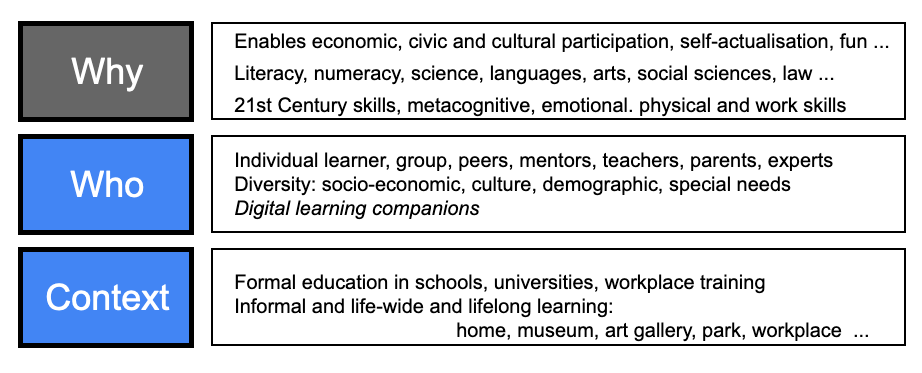 Why
Enables economic, civic and cultural participation, self-actualisation, fun ...
Literacy, numeracy, science, languages, arts, social sciences, law ...
21st Century skills, metacognitive, emotional. physical and work skills
Who
Individual learner, group, peers, mentors, teachers, parents, experts
Diversity: socio-economic, culture, demographic, special needs
Digital learning companions
Context
Formal education in schools, universities, workplace training
Informal and life-wide and lifelong learning:
home, museum, art gallery, park, workplace ...